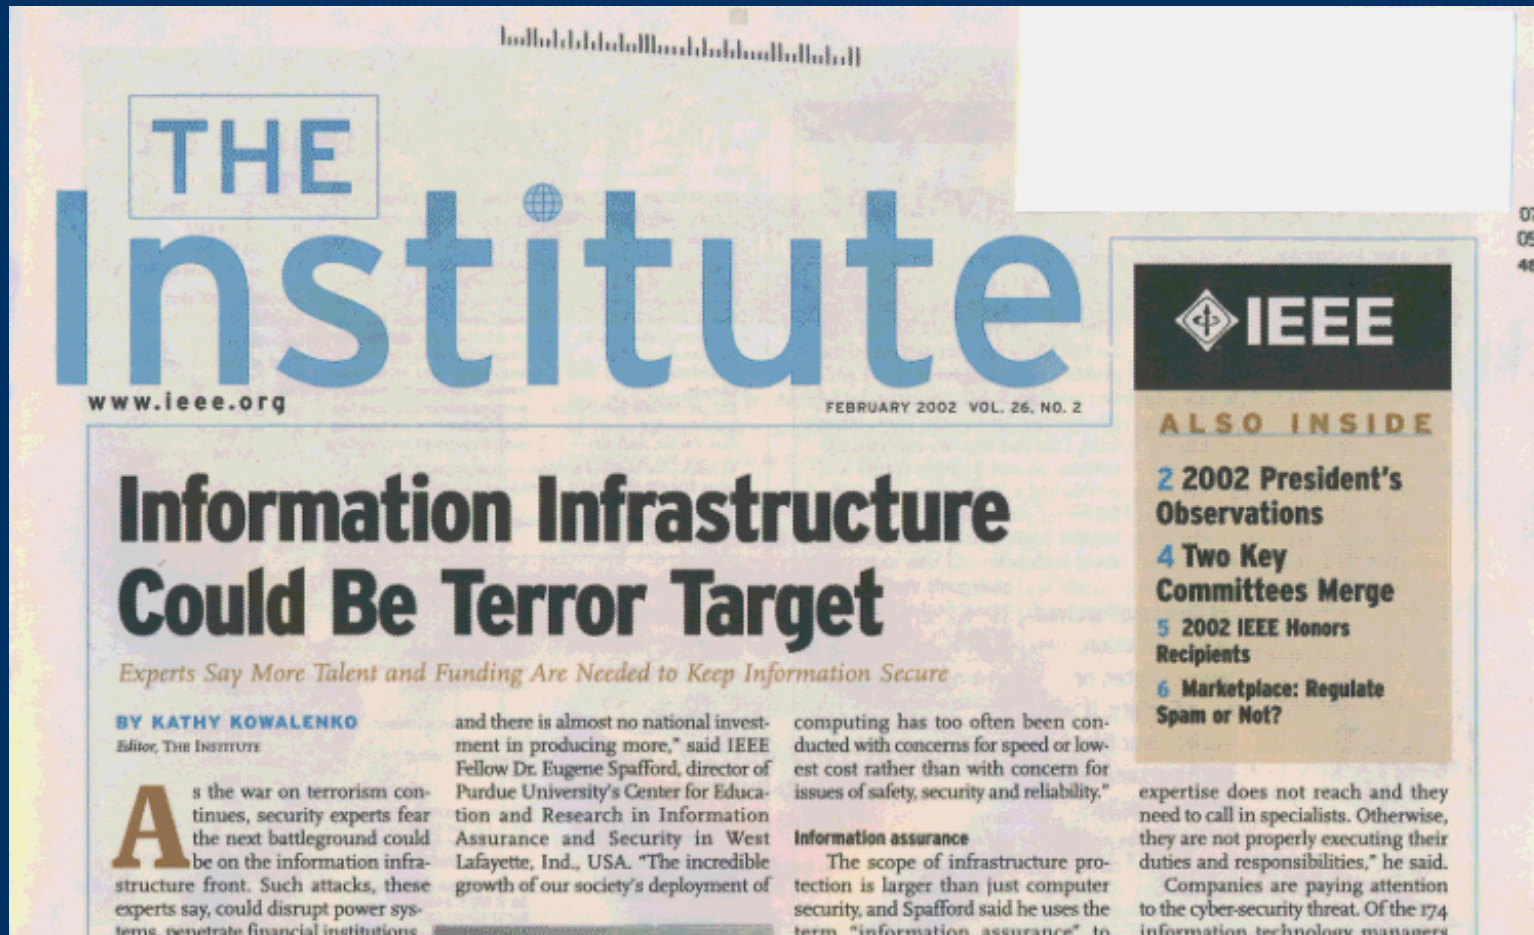 THE
Institute
www.ieee.org
FEBRUARY 2002 VOL. 26, NO. 2
IEEE
ALSO INSIDE
2 2002 President's
Observations
4 Two Key
Committees Merge
5 2002 IEEE Honors
Recipients
6 Marketplace: Regulate
Spam or Not?
Information Infrastructure
Could Be Terror Target
Experts Say More Talent and Funding Are Needed to Keep Information Secure
BY KATHY KOWALENKO
Editor, THE INSTITUTE
As the war on terrorism con-
tinues, security experts fear
the next battleground could
be on the information infra-
structure front. Such attacks, these
experts say, could disrupt power sys-
tems, penetrate financial institutions
and there is almost no national invest-
ment in producing more," said IEEE
Fellow Dr. Eugene Spafford, director of
Purdue University's Center for Educa-
tion and Research in Information
Assurance and Security in West
Lafayette, Ind., USA. "The incredible
growth of our society's deployment of
computing has too often been con-
ducted with concerns for speed or low-
est cost rather than with concern for
issues of safety, security and reliability."
Information assurance
The scope of infrastructure pro-
tection is larger than just computer
security, and Spafford said he uses the
term "information assurance" to
expertise does not reach and they
need to call in specialists. Otherwise,
they are not properly executing their
duties and responsibilities," he said.
Companies are paying attention
to the cyber-security threat. Of the 174
information technology managers